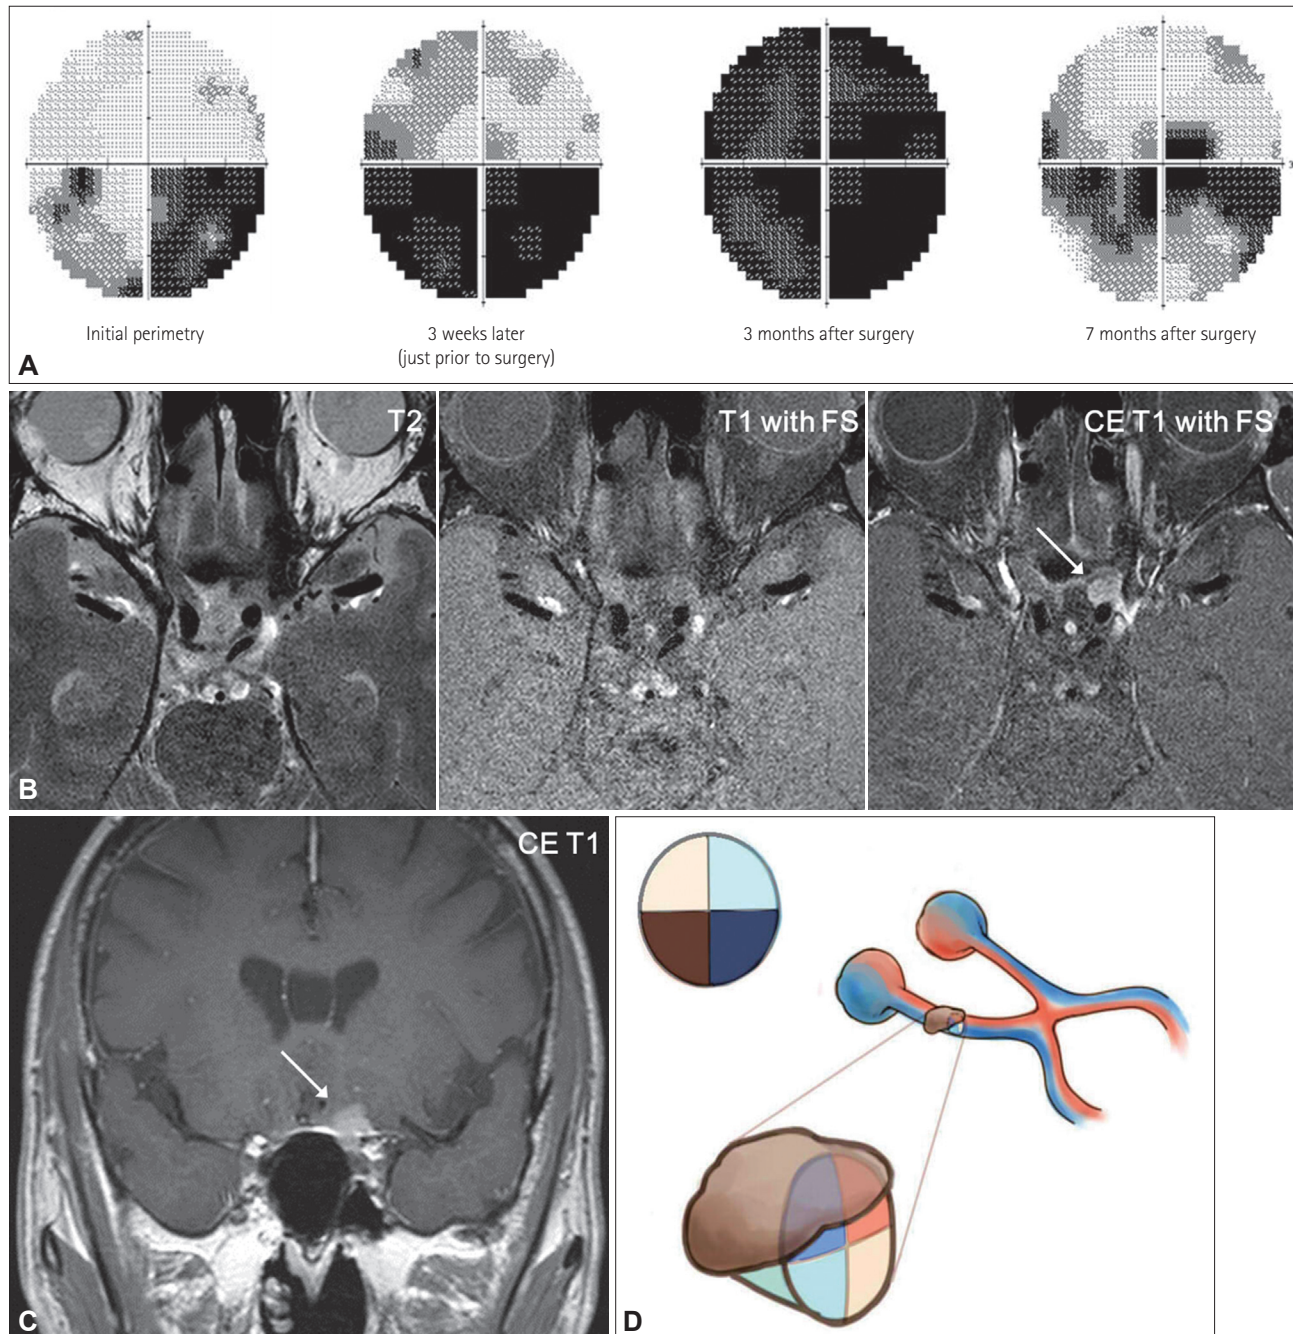 Initial perimetry
3 weeks later
(just prior to surgery)
3 months after surgery
7 months after surgery
3
A
T2
T1 with FS
CE T1 with FS
B
CE T1
C
D